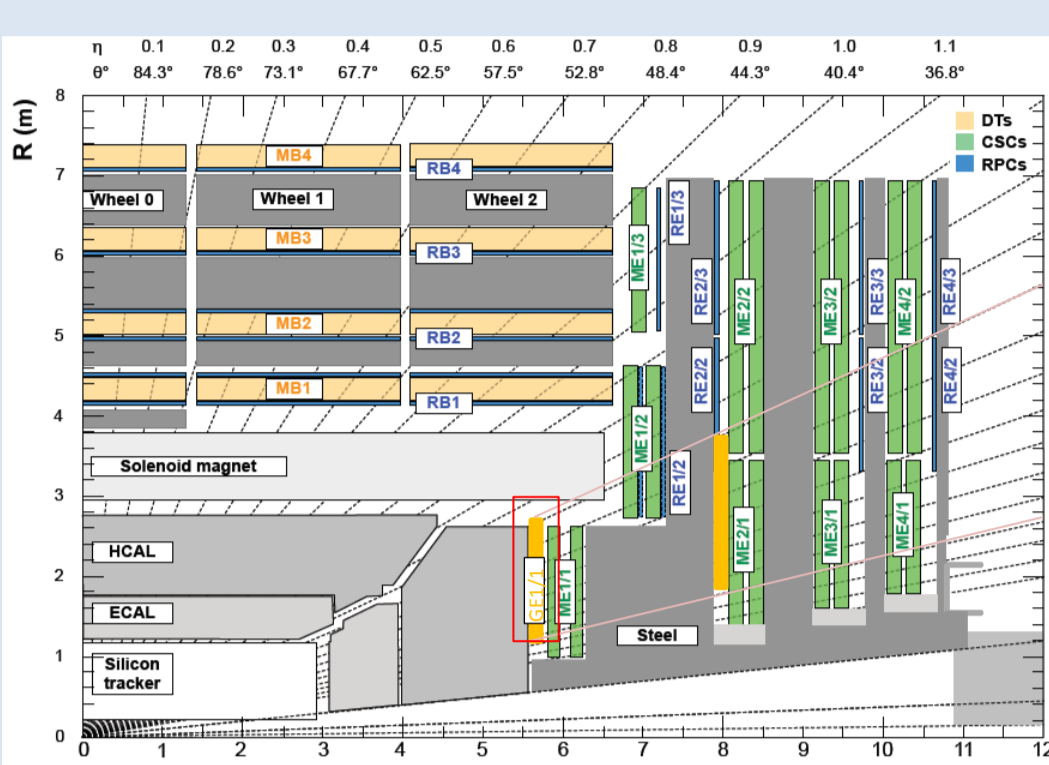 η 0.1 0.2 0.3 0.4 0.5 0.6 0.7 0.8 0.9 1.0 1.1
θ° 84.3° 78.6° 73.1° 67.7° 62.5° 57.5° 52.8° 48.4° 44.3° 40.4° 36.8°
R (m)
8
7
6
5
4
3
2
1
0
DTs
CSCs
RPCs
MB4
RB4
Wheel 0
Wheel 1
Wheel 2
MB3
RB3
MB2
RB2
MB1
RB1
Solenoid magnet
HCAL
ECAL
Silicon
tracker
Steel
GE1/1
ME1/1
ME1/2
ME1/3
RE1/3
RE1/2
RE2/3
RE2/2
ME2/2
ME2/1
ME3/2
ME3/1
RE3/3
RE3/2
ME4/2
ME4/1
RE4/3
RE4/2
0 1 2 3 4 5 6 7 8 9 10 11 12